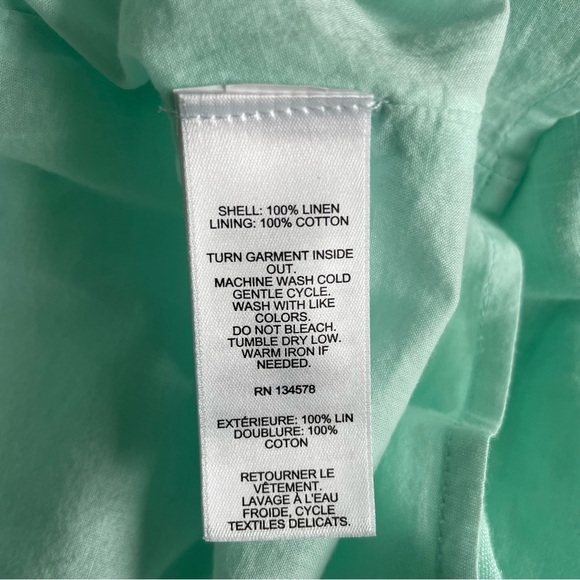 SHELL: 100% LINEN
LINING: 100% COTTON
TURN GARMENT INSIDE
OUT.
MACHINE WASH COLD
GENTLE CYCLE.
WASH WITH LIKE
COLORS.
DO NOT BLEACH.
TUMBLE DRY LOW.
WARM IRON IF
NEEDED.
RN 134578
EXTÉRIEURE: 100% LIN
DOUBLURE: 100%
COTON
RETOURNER LE
VÊTEMENT.
LAVAGE À L'EAU
FROIDE, CYCLE
TEXTILES DELICATS.